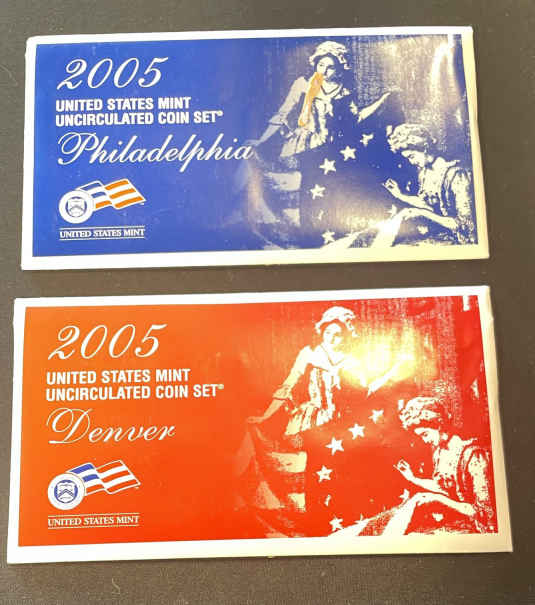 2005
UNITED STATES MINT
UNCIRCULATED COIN SET®
Philadelphia
UNITED STATES MINT
2005
UNITED STATES MINT
UNCIRCULATED COIN SET®
Denver
UNITED STATES MINT